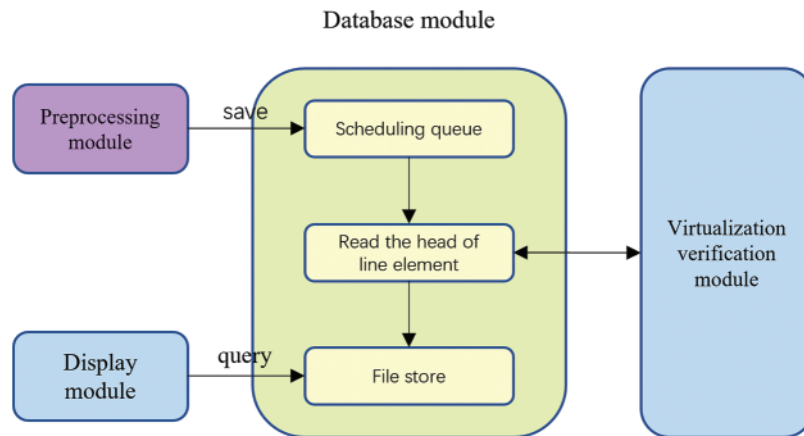 Database module
Preprocessing
module
save
Scheduling queue
Read the head of
line element
Virtualization
verification
module
Display
module
query
File store